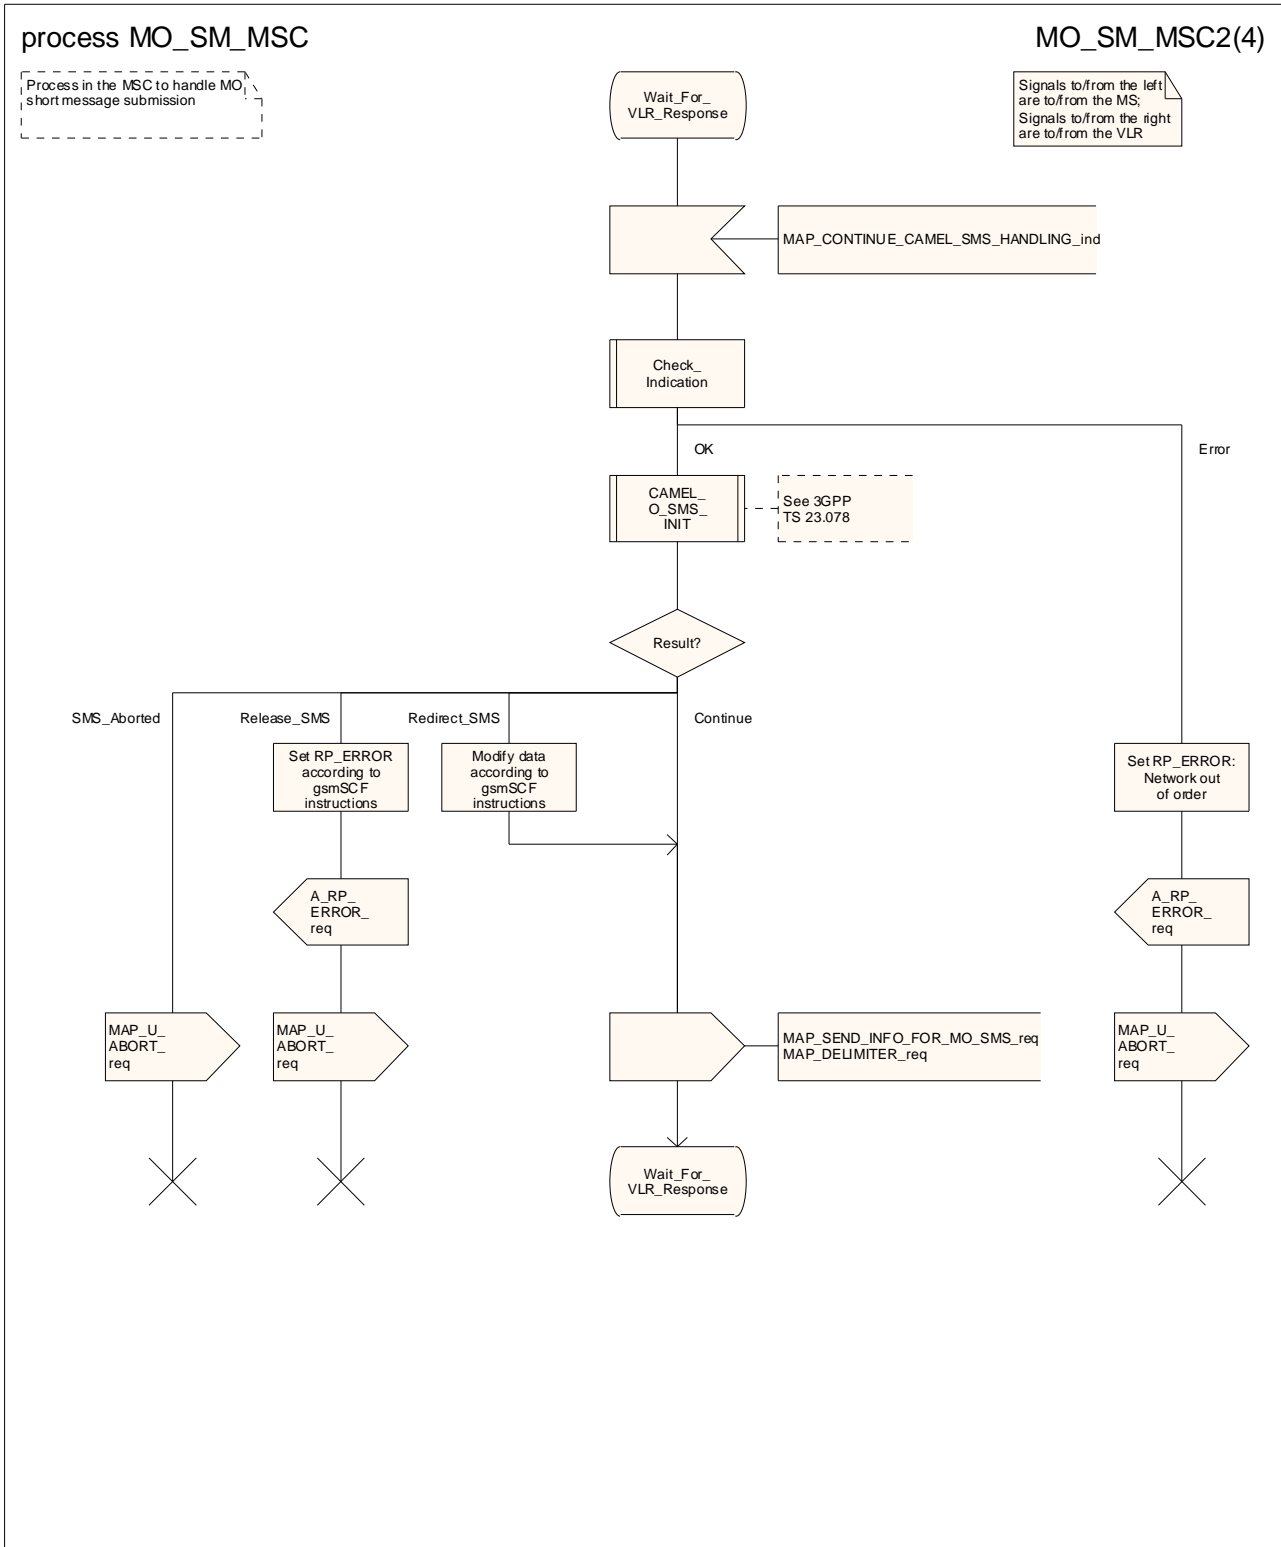 process MO_SM_MSC
MO_SM_MSC2(4)
Process in the MSC to handle MO
short message submission
Wait_For_
VLR_Response
Signals to/from the left
are to/from the MS;
Signals to/from the right
are to/from the VLR
MAP_CONTINUE_CAMEL_SMS_HANDLING_ind
Check_
Indication
OK
Error
CAMEL_
O_SMS_
INIT
See 3GPP
TS 23.078
Result?
SMS_Aborted
Release_SMS
Redirect_SMS
Continue
Set RP_ERROR
according to
gsmSCF
instructions
Modify data
according to
gsmSCF
instructions
Set RP_ERROR:
Network out
of order
A_RP_
ERROR_
req
A_RP_
ERROR_
req
MAP_U_
ABORT_
req
MAP_U_
ABORT_
req
MAP_SEND_INFO_FOR_MO_SMS_req
MAP_DELIMITER_req
MAP_U_
ABORT_
req
Wait_For_
VLR_Response